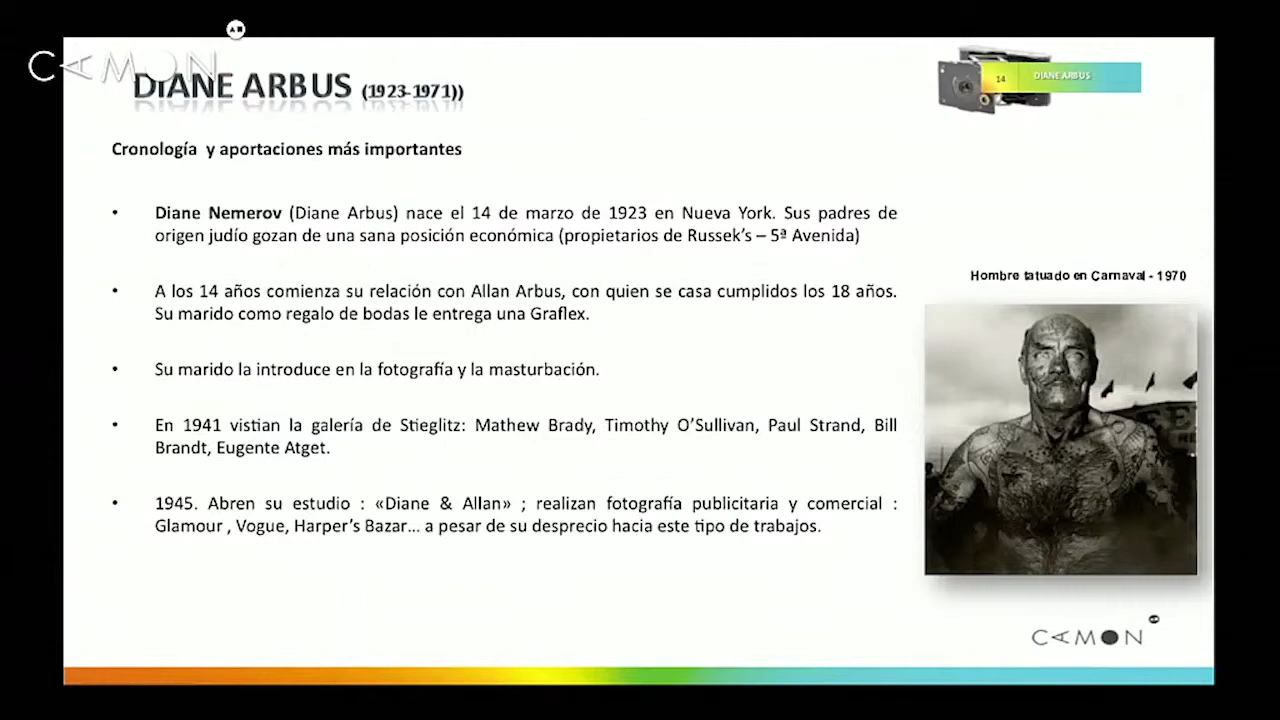 CAMON
DIANE ARBUS (1923-1971))
14
DIANE ARBUS
Cronología y aportaciones más importantes
• Diane Nemerov (Diane Arbus) nace el 14 de marzo de 1923 en Nueva York. Sus padres de
origen judío gozan de una sana posición económica (propietarios de Russek's – 5ª Avenida)
• A los 14 años comienza su relación con Allan Arbus, con quien se casa cumplidos los 18 años.
Su marido como regalo de bodas le entrega una Graflex.
• Su marido la introduce en la fotografía y la masturbación.
• En 1941 vistian la galería de Stieglitz: Mathew Brady, Timothy O'Sullivan, Paul Strand, Bill
Brandt, Eugente Atget.
• 1945. Abren su estudio : «Diane & Allan» ; realizan fotografía publicitaria y comercial :
Glamour , Vogue, Harper's Bazar... a pesar de su desprecio hacia este tipo de trabajos.
Hombre tatuado en Carnaval - 1970
CAMON